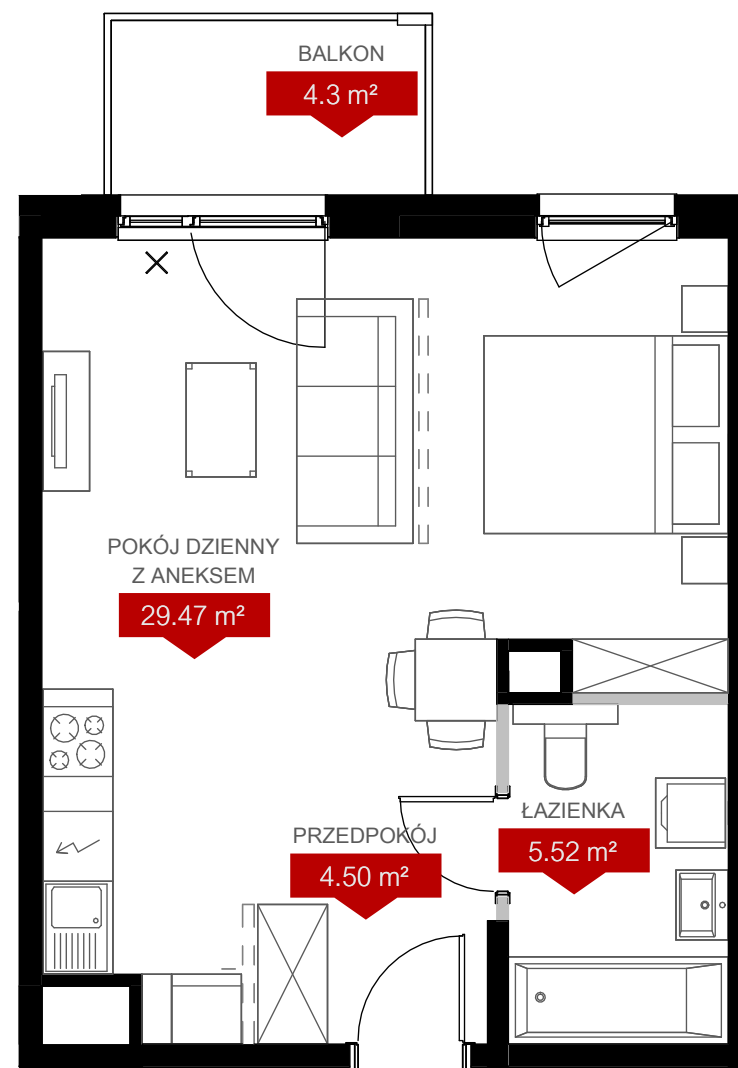 BALKON
4.3 m²
POKÓJ DZIENNY
Z ANEKSEM
29.47 m²
PRZEDPOKÓJ
4.50 m²
ŁAZIENKA
5.52 m²